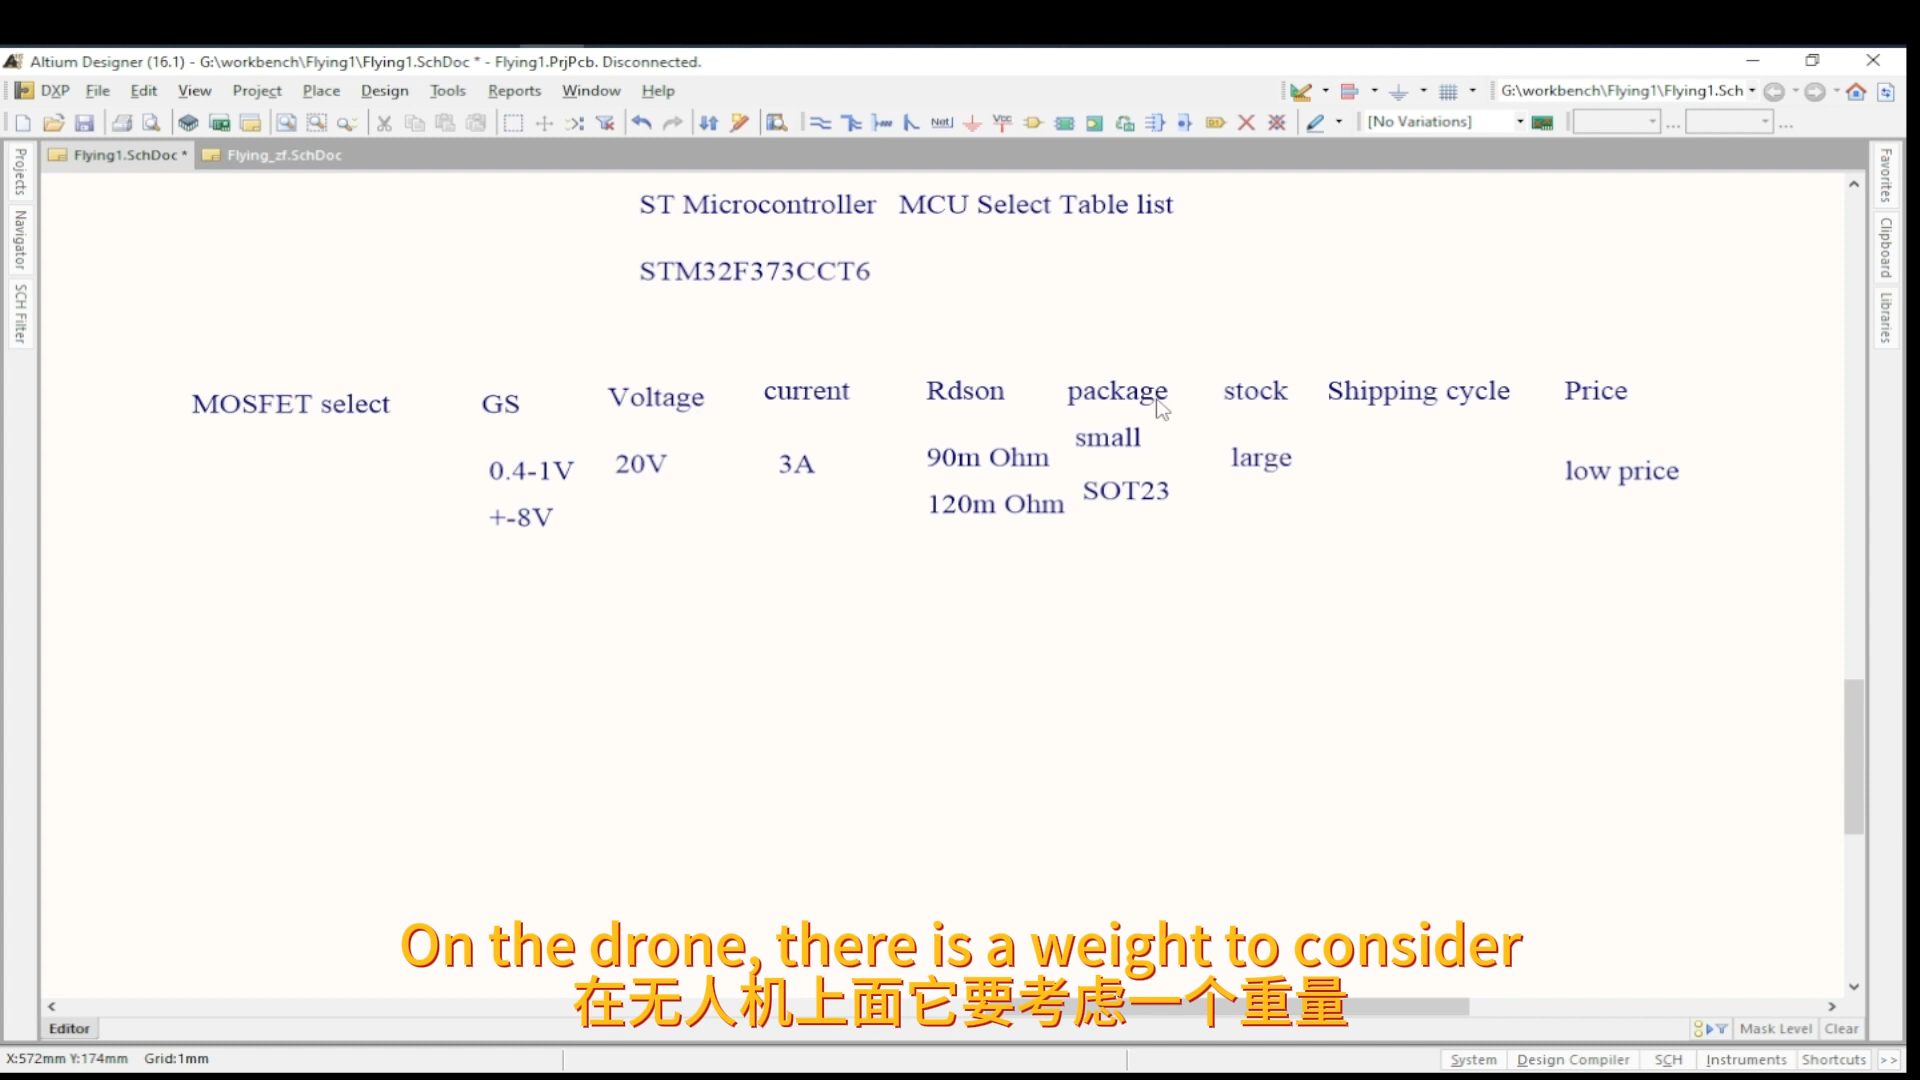 Altium Designer (16.1) - G:\workbench\Flying1\Flying1.SchDoc * - Flying1.PrjPcb. Disconnected.
DXP File Edit View Project Place Design Tools Reports Window Help
G:\workbench\Flying1\Flying1.Sch
[No Variations]
Flying1.SchDoc * Flying_zf.SchDoc
Projects
Navigator
SCH Filter
Favorites
Clipboard
Libraries
ST Microcontroller MCU Select Table list
STM32F373CCT6
MOSFET select GS Voltage current Rdson package stock Shipping cycle Price
small
0.4-1V 20V 3A 90m Ohm large low price
+-8V 120m Ohm SOT23
On the drone, there is a weight to consider
在无人机上面它要考虑一个重量
Editor
Mask Level Clear
X:572mm Y:174mm Grid:1mm
System Design Compiler SCH Instruments Shortcuts >>